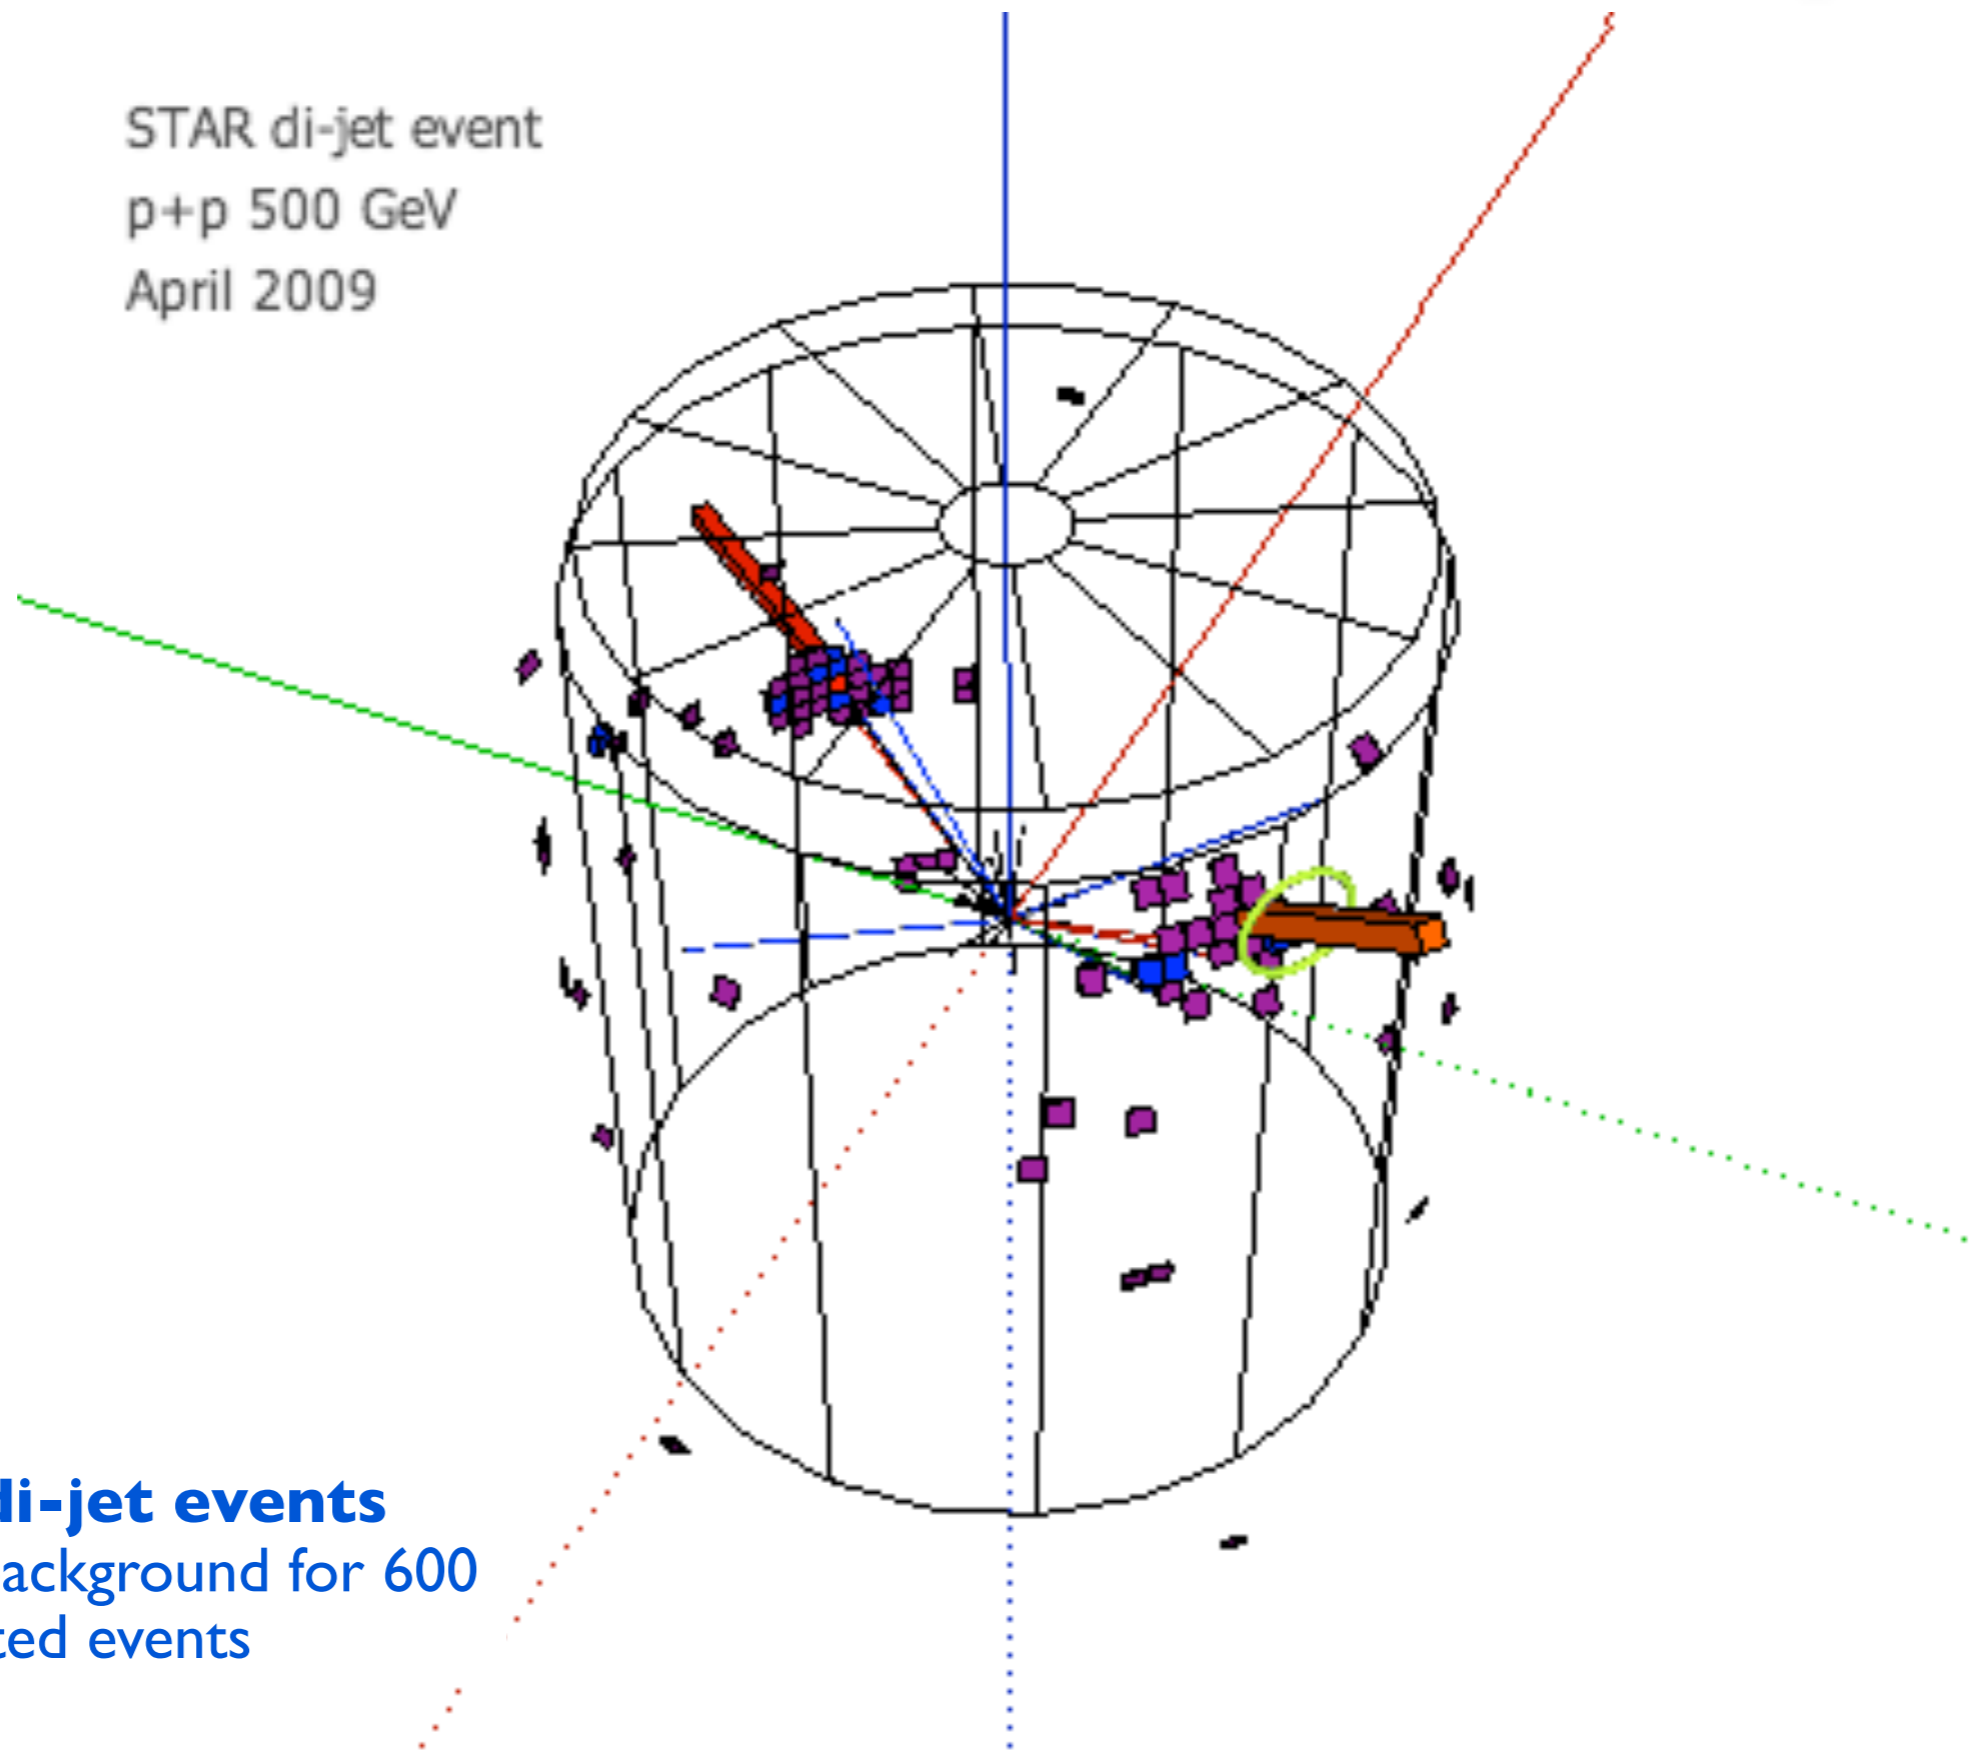 STAR di-jet event
p+p 500 GeV
April 2009
di-jet events
ackground for 600
ted events